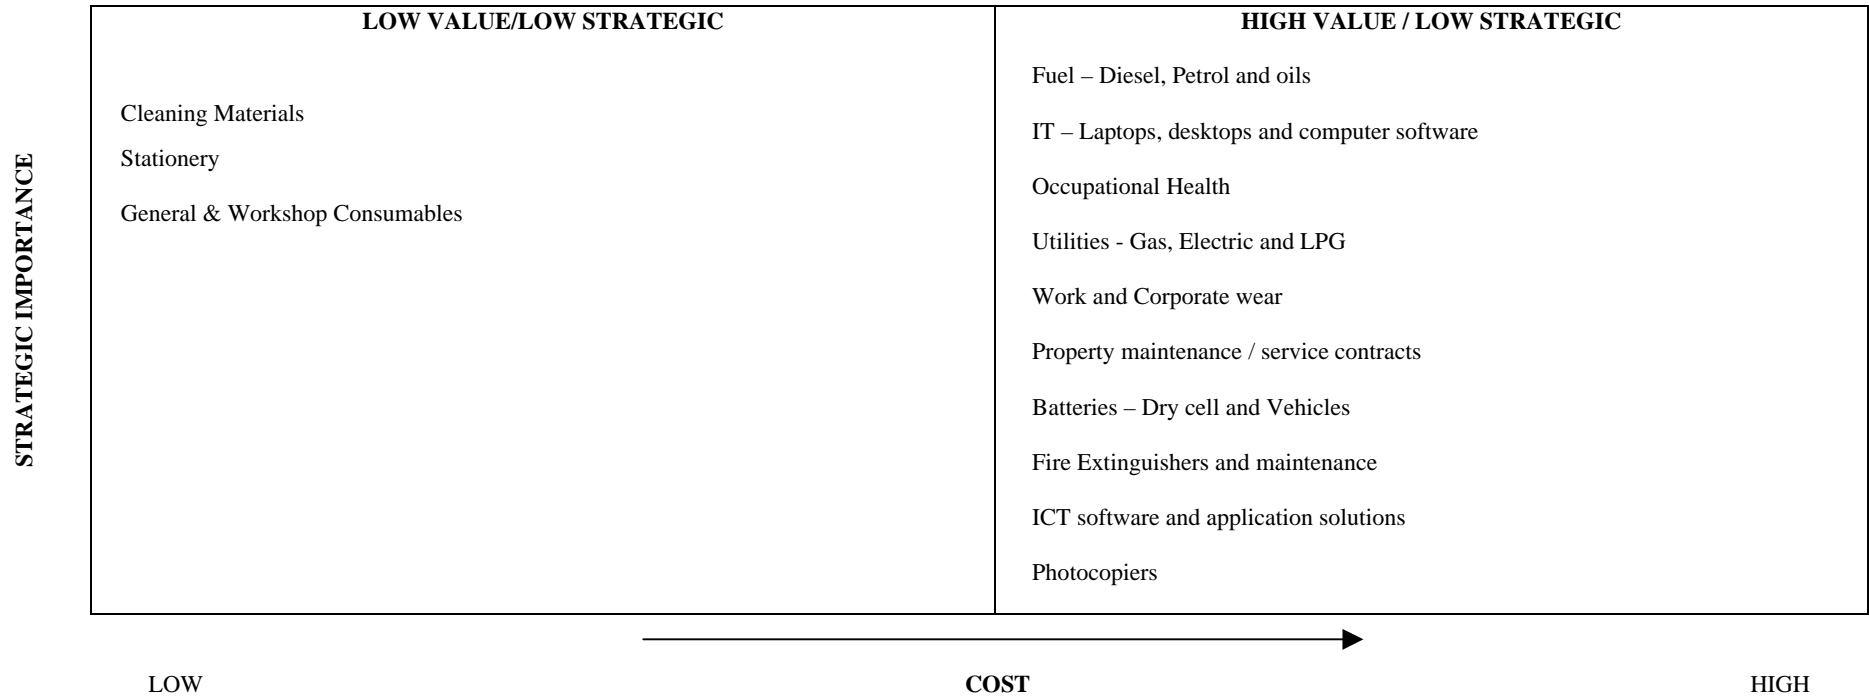 LOW VALUE/LOW STRATEGIC
Cleaning Materials
Stationery
General & Workshop Consumables
HIGH VALUE / LOW STRATEGIC
Fuel – Diesel, Petrol and oils
IT – Laptops, desktops and computer software
Occupational Health
Utilities - Gas, Electric and LPG
Work and Corporate wear
Property maintenance / service contracts
Batteries – Dry cell and Vehicles
Fire Extinguishers and maintenance
ICT software and application solutions
Photocopiers
STRATEGIC IMPORTANCE
LOW COST HIGH